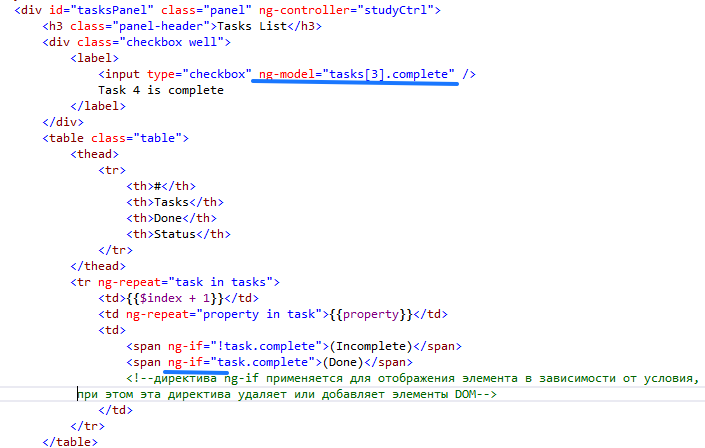 <div id="tasksPanel" class="panel" ng-controller="studyCtrl">
<h3 class="panel-header">Tasks List</h3>
<div class="checkbox well">
<label>
<input type="checkbox" ng-model="tasks[3].complete" />
Task 4 is complete
</label>
</div>
<table class="table">
<thead>
<tr>
<th>#</th>
<th>Tasks</th>
<th>Done</th>
<th>Status</th>
</tr>
</thead>
<tr ng-repeat="task in tasks">
<td>{{$index + 1}}</td>
<td ng-repeat="property in task">{{property}}</td>
<td>
<span ng-if="!task.complete">(Incomplete)</span>
<span ng-if="task.complete">(Done)</span>
<!--директива ng-if применяется для отображения элемента в зависимости от условия,
при этом эта директива удаляет или добавляет элементы DOM-->
</td>
</tr>
</table>